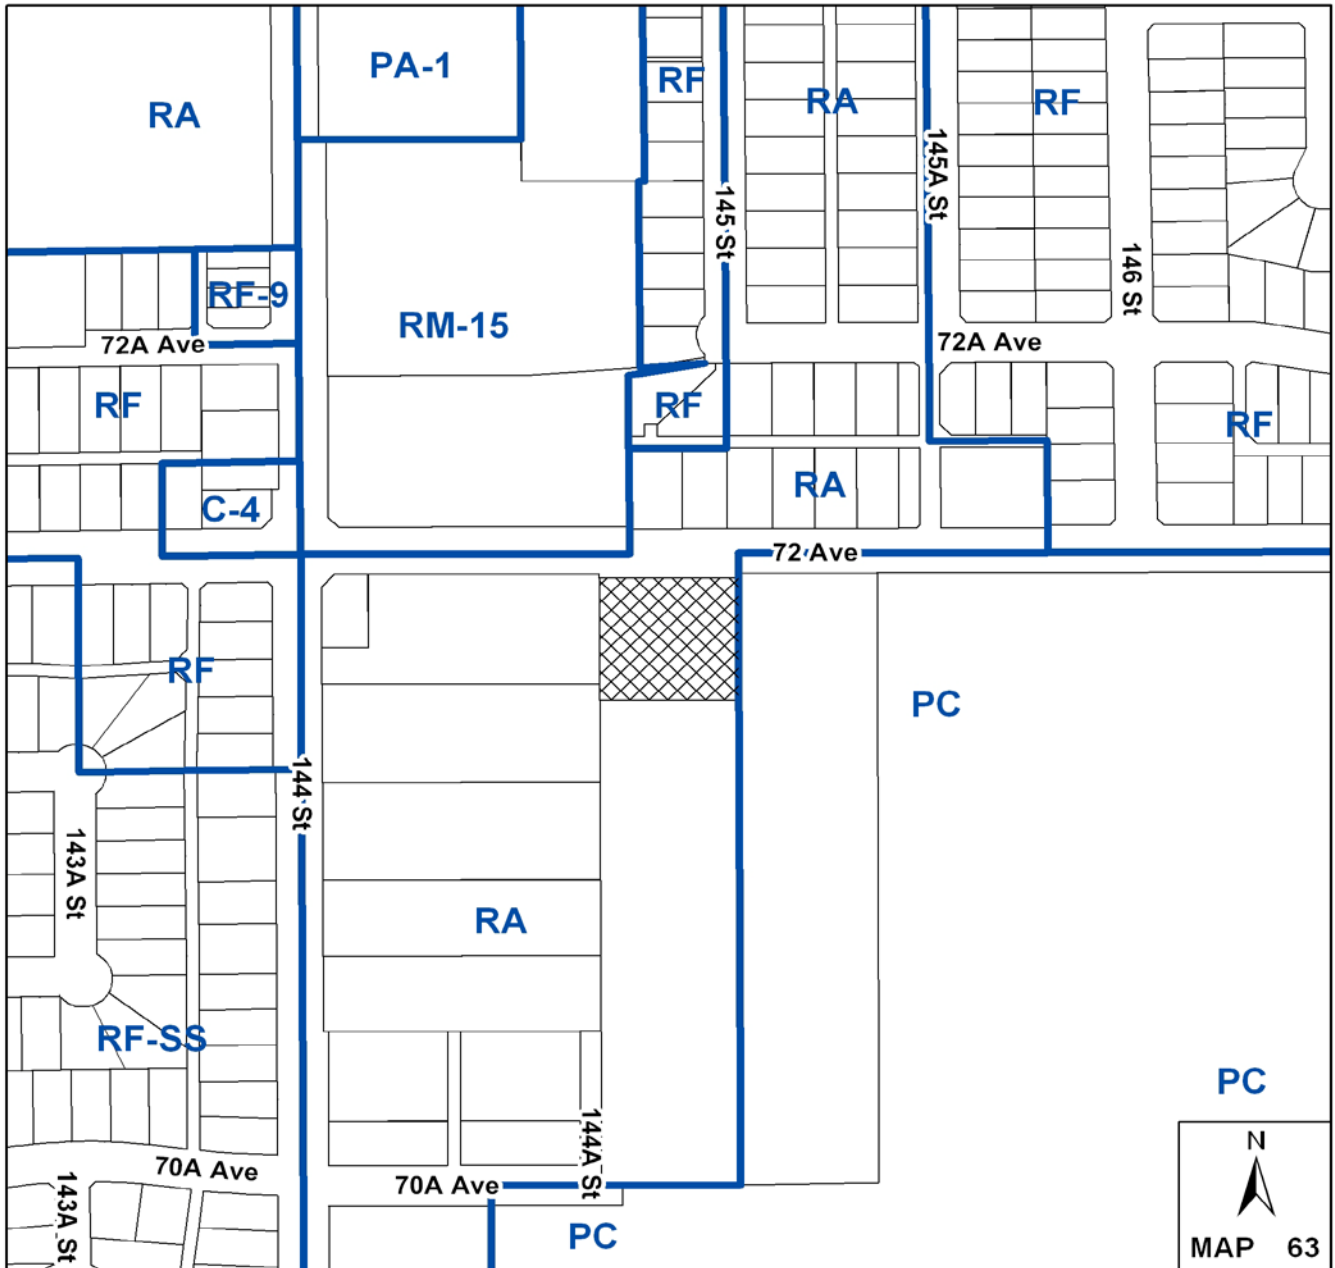 PA-1
RF
RA
RF
RA
145A St
145 St
146 St
RF-9
RM-15
72A Ave
72A Ave
RF
RF
RF
RA
C-4
72 Ave
RF
PC
144 St
143A St
RA
RF-SS
PC
144A St
N
70A Ave
70A Ave
143A St
PC
MAP 63